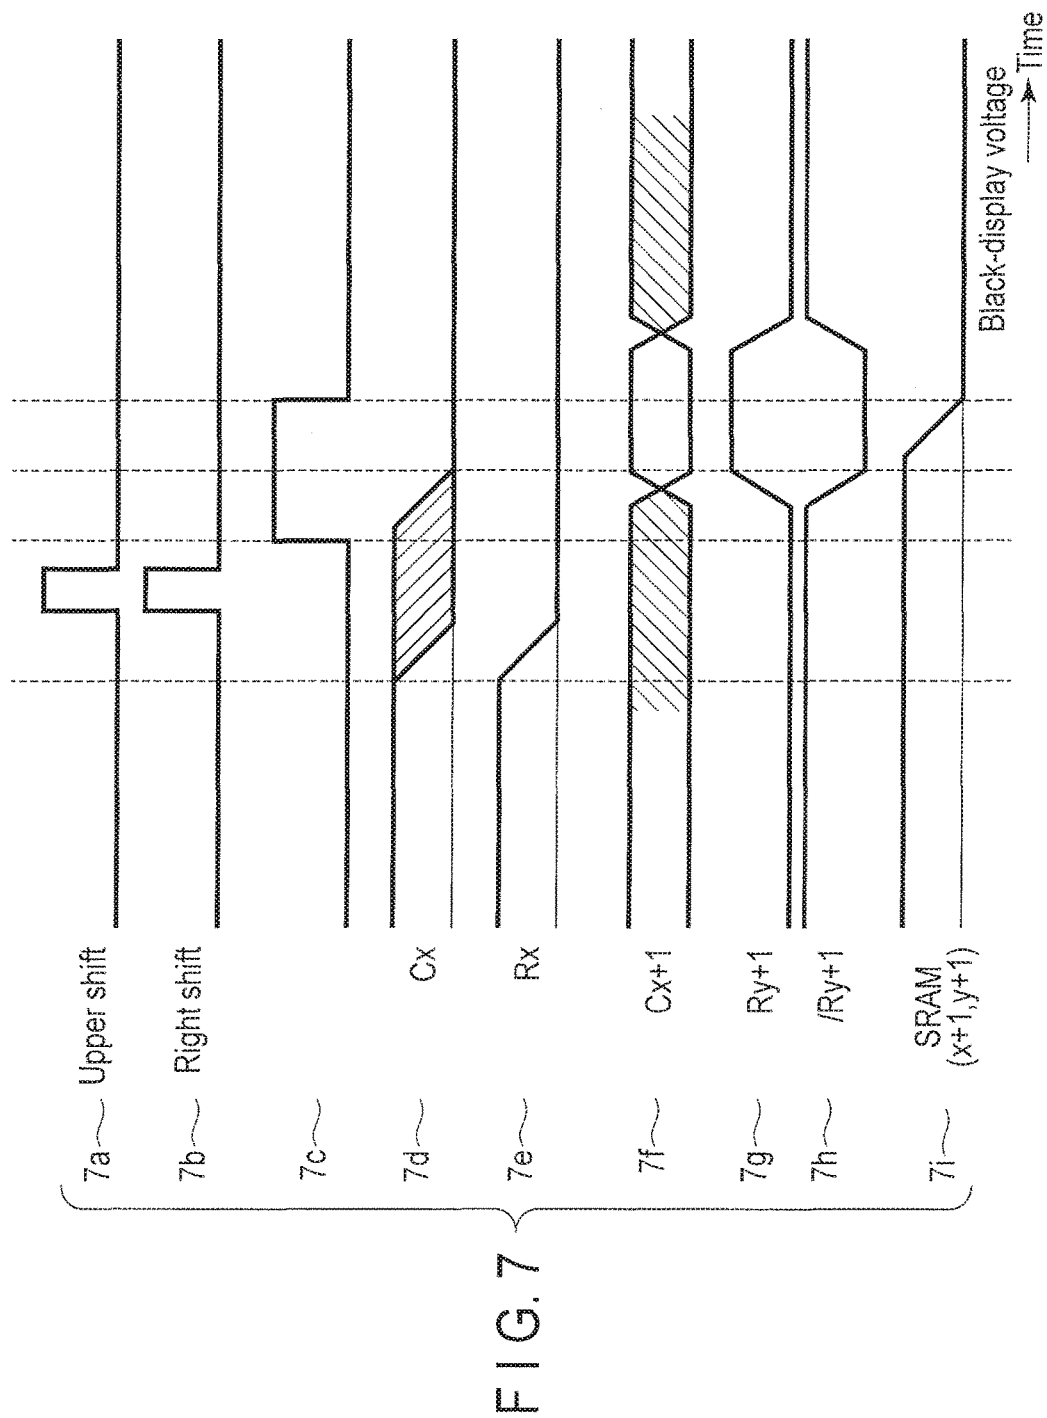 FIG. 7
7a Upper shift
7b Right shift
7c
7d Cx
7e Rx
7f Cx+1
7g Ry+1
7h /Ry+1
7i SRAM
(x+1,y+1)
Black-display voltage
Time